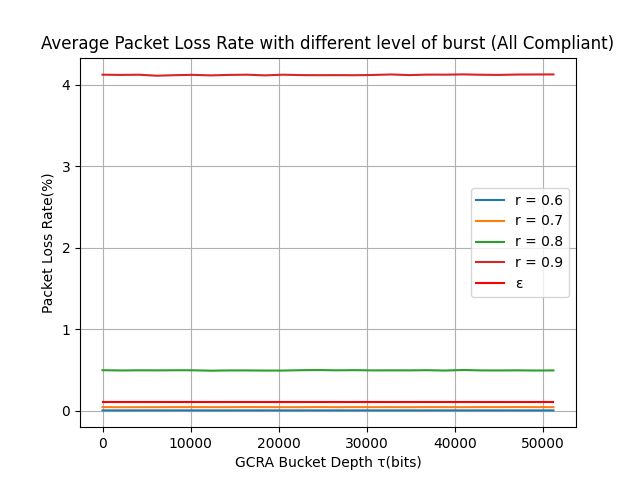 Average Packet Loss Rate with different level of burst (All Compliant)
Packet Loss Rate(%)
4
3
2
1
0
r = 0.6
r = 0.7
r = 0.8
r = 0.9
ε
0 10000 20000 30000 40000 50000
GCRA Bucket Depth τ(bits)